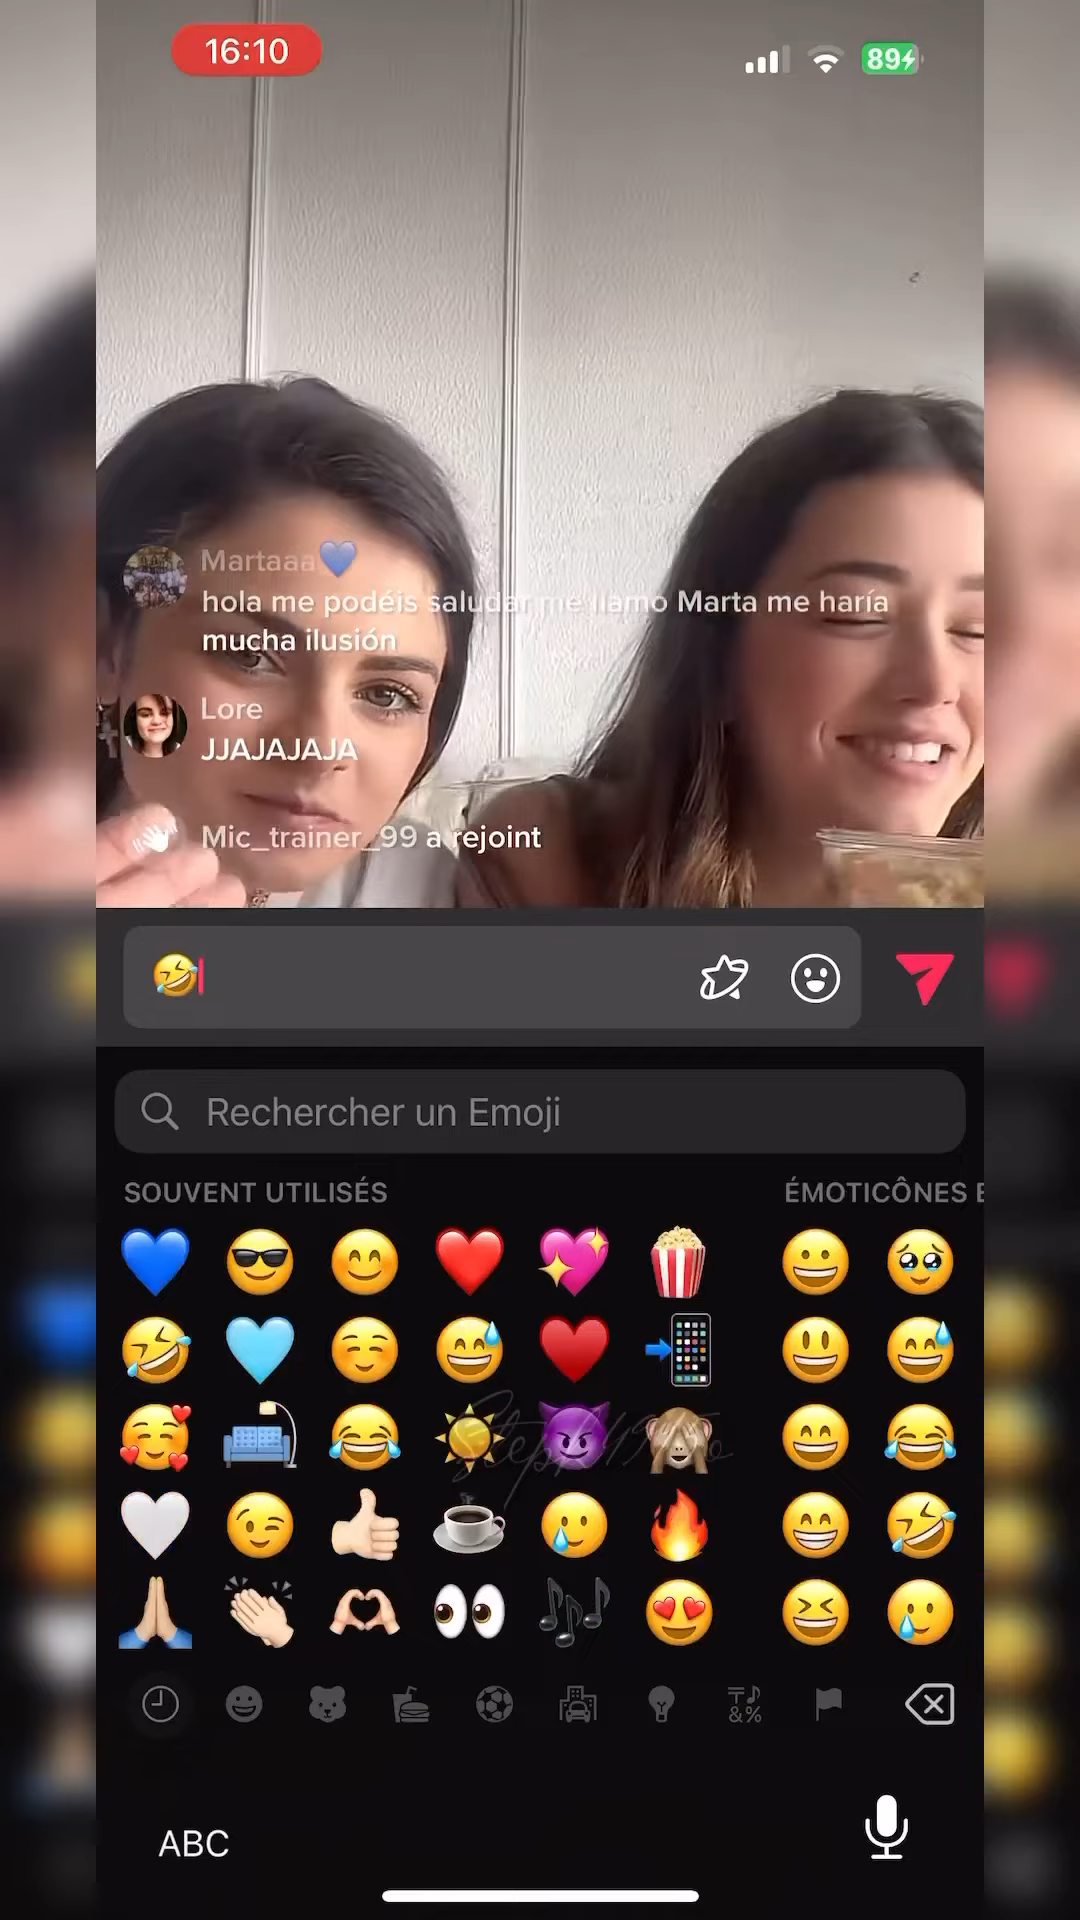 16:10
89
Martaaa💙
hola me podéis saludar me llamo Marta me haría
mucha ilusión
Lore
JJAJAJAJA
Mic_trainer_99 a rejoint
Rechercher un Emoji
SOUVENT UTILISÉS
ÉMOTICÔNES E
ABC